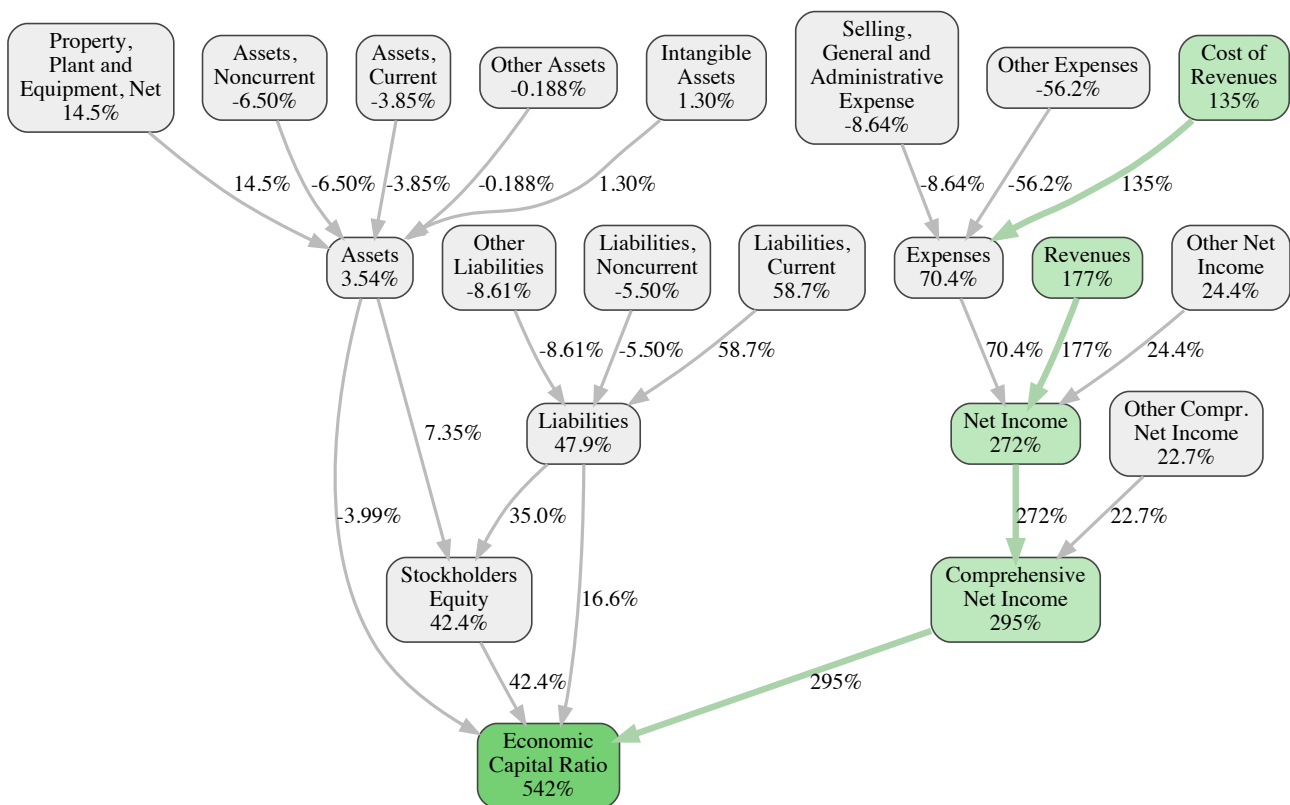 Property,
Plant and
Equipment, Net
14.5%
Assets,
Noncurrent
-6.50%
Assets,
Current
-3.85%
Other Assets
-0.188%
Intangible
Assets
1.30%
Selling,
General and
Administrative
Expense
-8.64%
Other Expenses
-56.2%
Cost of
Revenues
135%
14.5%
-6.50%
-3.85%
-0.188%
1.30%
-8.64%
-56.2%
135%
Assets
3.54%
Other
Liabilities
-8.61%
Liabilities,
Noncurrent
-5.50%
Liabilities,
Current
58.7%
Expenses
70.4%
Revenues
177%
Other Net
Income
24.4%
-8.61%
-5.50%
58.7%
70.4%
177%
24.4%
7.35%
Liabilities
47.9%
Net Income
272%
Other Compr.
Net Income
22.7%
-3.99%
35.0%
272%
22.7%
Stockholders
Equity
42.4%
16.6%
Comprehensive
Net Income
295%
42.4%
295%
Economic
Capital Ratio
542%